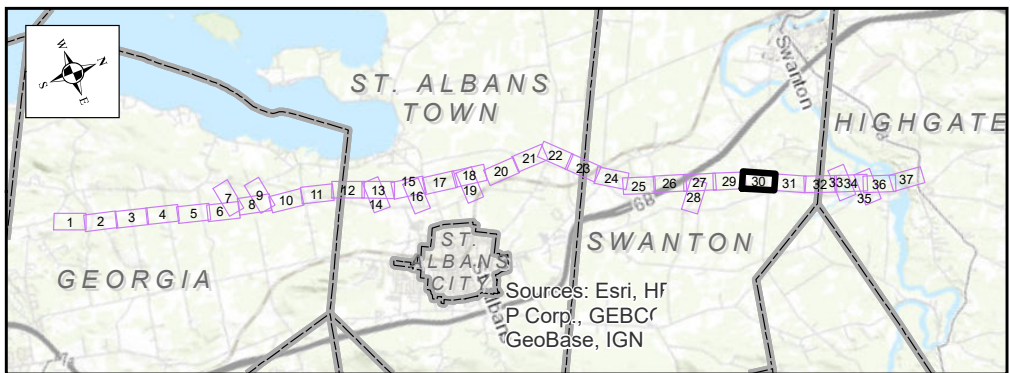 W
N
S
E
ST. ALBANS
TOWN
Swanton
HIGHGATE
GEORGIA
ST.
LBANS
CITY
SWANTON
68
Sources: Esri, HE
P Corp., GEBCO
GeoBase, IGN
1 2 3 4 5 6 7 8 9 10 11 12 13 14 15 16 17 18 19 20 21 22 23 24 25 26 27 28 29 30 31 32 33 34 35 36 37